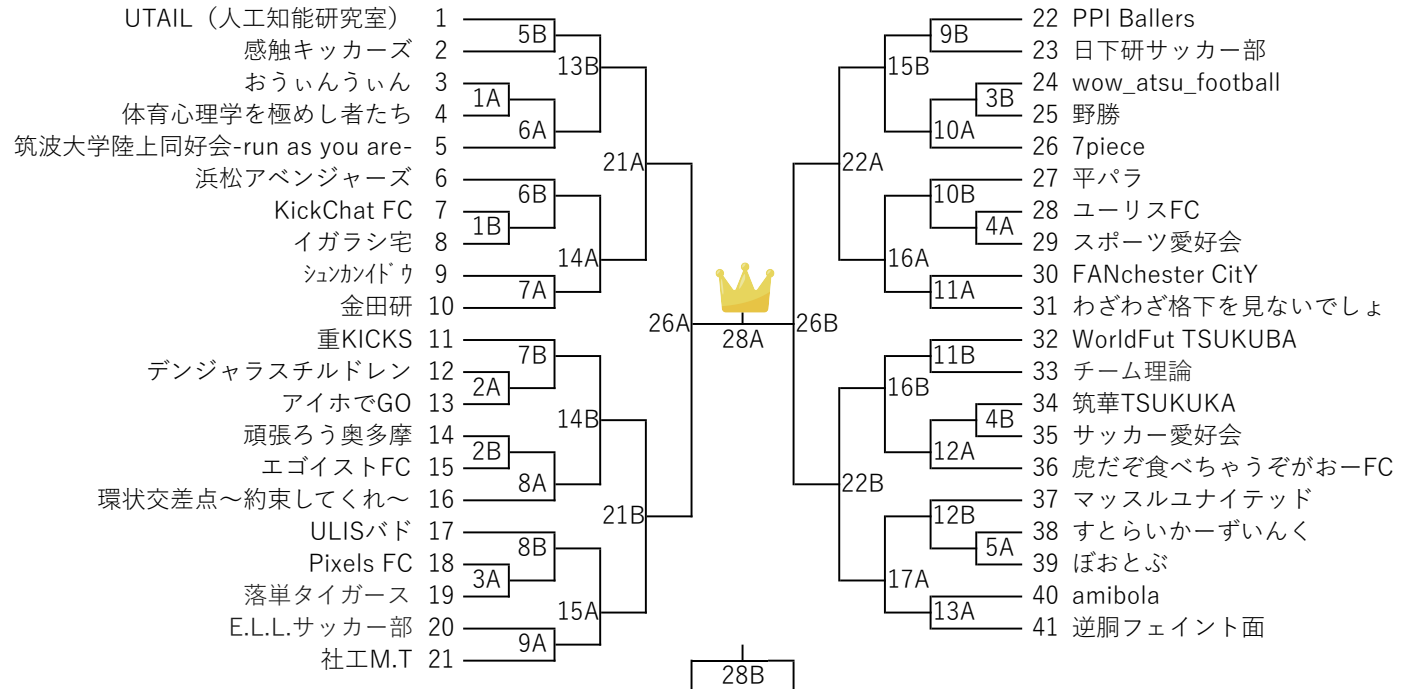 UTAIL（人工知能研究室） 1
5B
感触キッカーズ 2
13B
おうぃんうぃん 3
1A
体育心理学を極めし者たち 4
6A
筑波大学陸上同好会-run as you are- 5
21A
浜松アベンジャーズ 6
6B
KickChat FC 7
1B
イガラシ宅 8
14A
ｼｭﾝｶﾝｲﾄﾞｳ 9
7A
金田研 10
26A
重KICKS 11
7B
デンジャラスチルドレン 12
2A
アイホでGO 13
14B
頑張ろう奥多摩 14
2B
エゴイストFC 15
8A
環状交差点～約束してくれ～ 16
21B
ULISバド 17
8B
Pixels FC 18
3A
落単タイガース 19
15A
E.L.L.サッカー部 20
9A
社工M.T 21
28A
28B
22 PPI Ballers
9B
23 日下研サッカー部
15B
24 wow_atsu_football
3B
25 野勝
10A
26 7piece
22A
27 平パラ
10B
28 ユーリスFC
4A
29 スポーツ愛好会
16A
30 FANchester CitY
11A
31 わざわざ格下を見ないでしょ
26B
32 WorldFut TSUKUBA
11B
33 チーム理論
16B
34 筑華TSUKUKA
4B
35 サッカー愛好会
12A
36 虎だぞ食べちゃうぞがおーFC
22B
37 マッスルユナイテッド
12B
38 すとらいかーずいんく
5A
39 ぼおとぶ
17A
40 amibola
13A
41 逆胴フェイント面